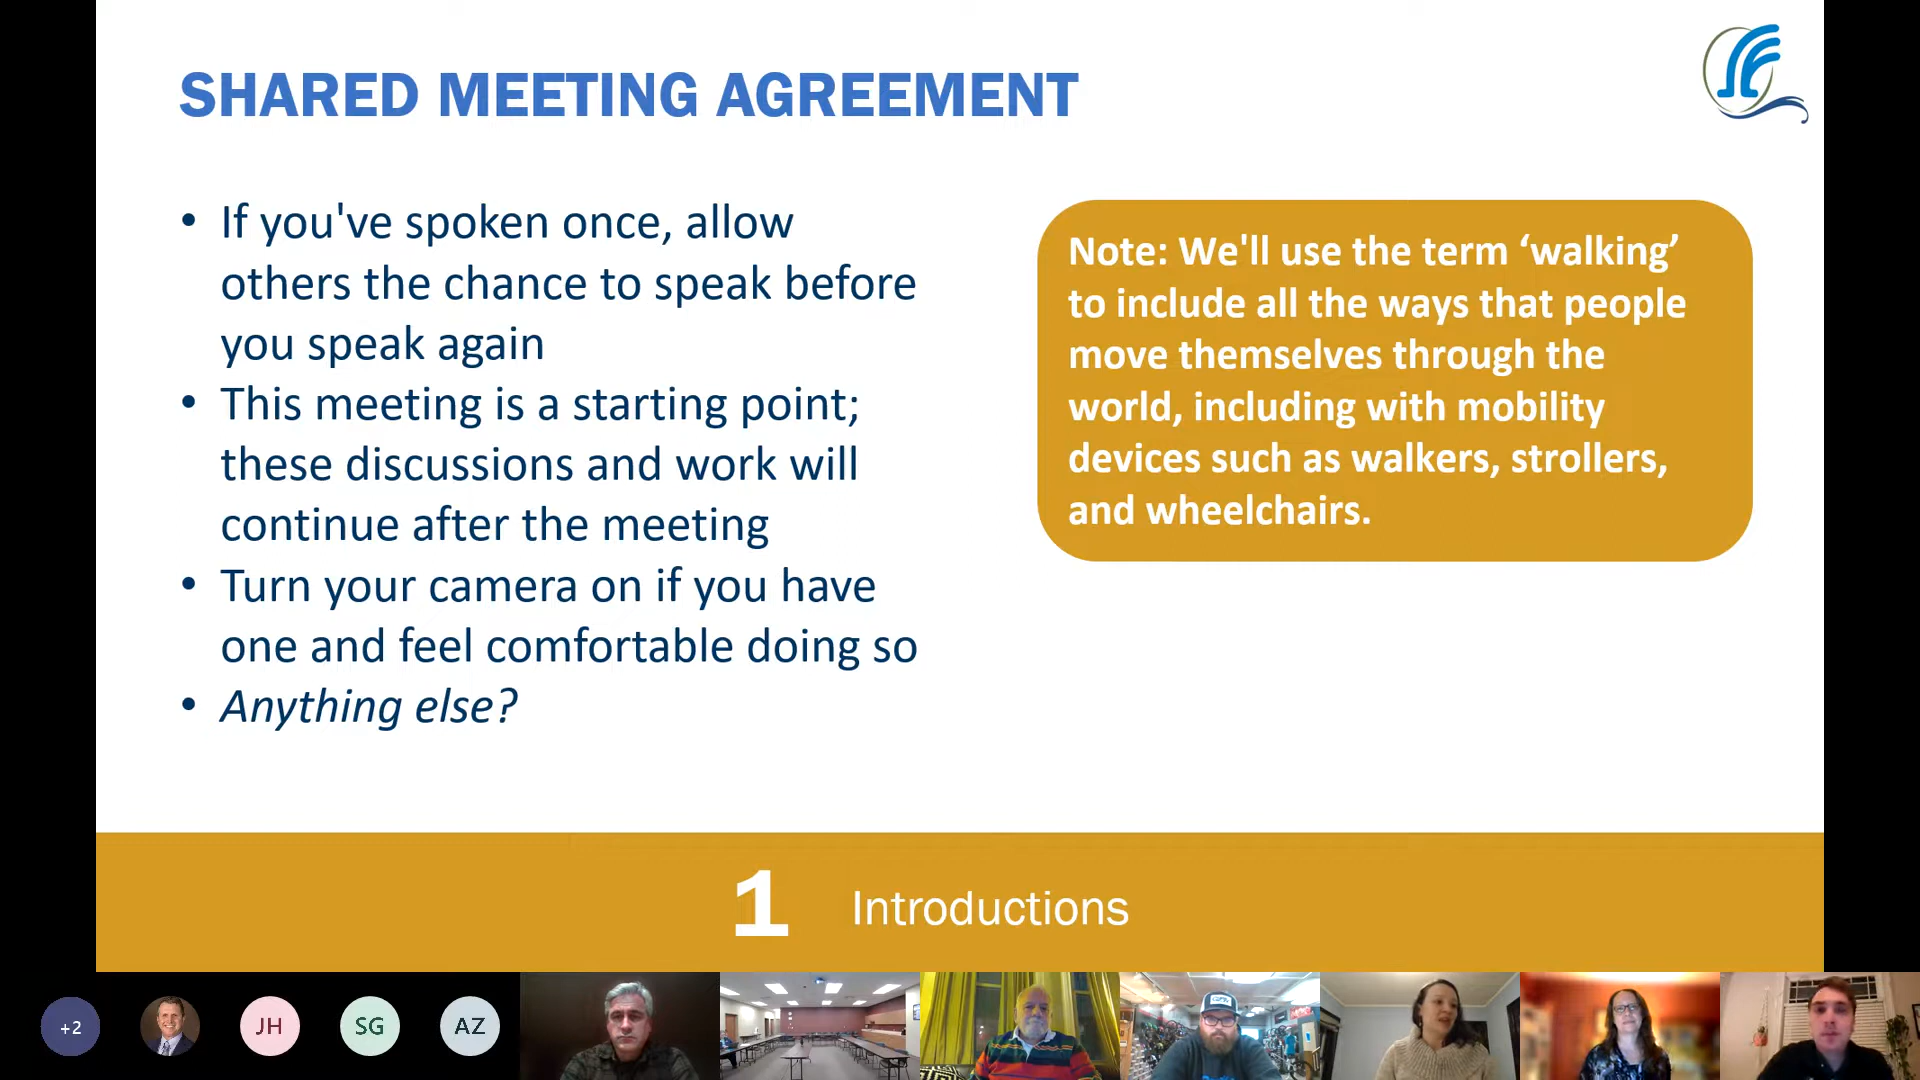 SHARED MEETING AGREEMENT
• If you've spoken once, allow
others the chance to speak before
you speak again
• This meeting is a starting point;
these discussions and work will
continue after the meeting
• Turn your camera on if you have
one and feel comfortable doing so
• Anything else?
Note: We'll use the term ‘walking’
to include all the ways that people
move themselves through the
world, including with mobility
devices such as walkers, strollers,
and wheelchairs.
1 Introductions
+2
JH
SG
AZ